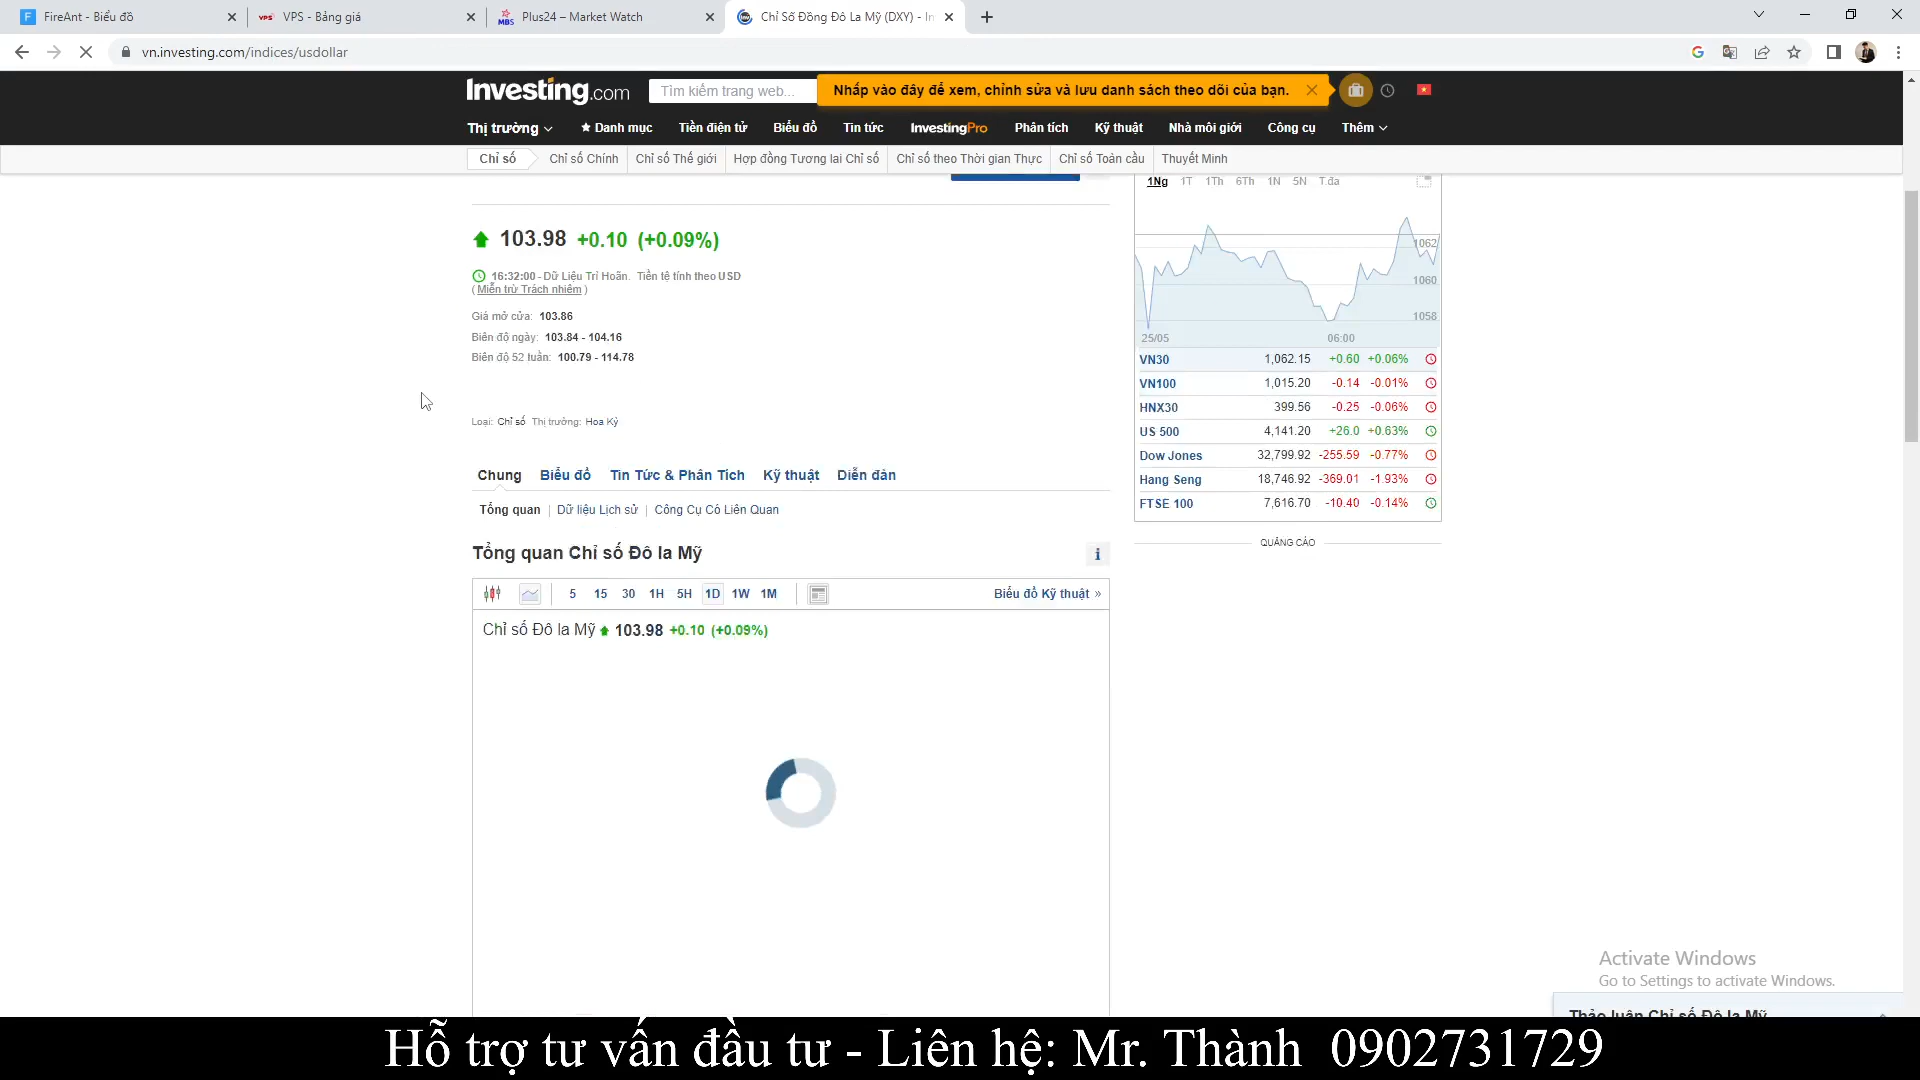 FireAnt - Biểu đồ
VPS - Bảng giá
Plus24 – Market Watch
Chỉ Số Đồng Đô La Mỹ (DXY) - In
vn.investing.com/indices/usdollar
Investing.com
Tìm kiếm trang web...
Nhấp vào đây để xem, chỉnh sửa và lưu danh sách theo dõi của bạn.
Thị trường Danh mục Tiền điện tử Biểu đồ Tin tức InvestingPro Phân tích Kỹ thuật Nhà môi giới Công cụ Thêm
Chỉ số Chỉ số Chính Chỉ số Thế giới Hợp đồng Tương lai Chỉ số Chỉ số theo Thời gian Thực Chỉ số Toàn cầu Thuyết Minh
103.98 +0.10 (+0.09%)
16:32:00 - Dữ Liệu Trì Hoãn. Tiền tệ tính theo USD
( Miễn trừ Trách nhiệm )
Giá mở cửa: 103.86
Biên độ ngày: 103.84 - 104.16
Biên độ 52 tuần: 100.79 - 114.78
Loại: Chỉ số Thị trường: Hoa Kỳ
Chung Biểu đồ Tin Tức & Phân Tích Kỹ thuật Diễn đàn
Tổng quan | Dữ liệu Lịch sử | Công Cụ Có Liên Quan
Tổng quan Chỉ số Đô la Mỹ
5 15 30 1H 5H 1D 1W 1M Biểu đồ Kỹ thuật »
Chỉ số Đô la Mỹ 103.98 +0.10 (+0.09%)
1Ng 1T 1Th 6Th 1N 5N T.đa
1062
1060
1058
25/05 06:00
VN30 1,062.15 +0.60 +0.06%
VN100 1,015.20 -0.14 -0.01%
HNX30 399.56 -0.25 -0.06%
US 500 4,141.20 +26.0 +0.63%
Dow Jones 32,799.92 -255.59 -0.77%
Hang Seng 18,746.92 -369.01 -1.93%
FTSE 100 7,616.70 -10.40 -0.14%
QUẢNG CÁO
Activate Windows
Go to Settings to activate Windows.
Thảo luận Chỉ số Đô la Mỹ
Hỗ trợ tư vấn đầu tư - Liên hệ: Mr. Thành 0902731729